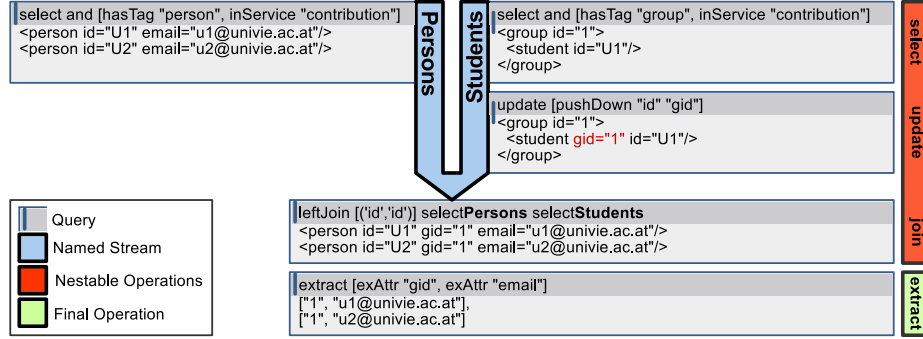 select and [hasTag "person", inService "contribution"]
<person id="U1" email="u1@univie.ac.at"/>
<person id="U2" email="u2@univie.ac.at"/>
Persons
Students
select and [hasTag "group", inService "contribution"]
<group id="1">
<student id="U1"/>
</group>
select
update [pushDown "id" "gid"]
<group id="1">
<student gid="1" id="U1"/>
</group>
update
leftJoin [('id','id')] selectPersons selectStudents
<person id="U1" gid="1" email="u1@univie.ac.at"/>
<person id="U2" gid="1" email="u2@univie.ac.at"/>
join
extract [exAttr "gid", exAttr "email"]
["1", "u1@univie.ac.at"],
["1", "u2@univie.ac.at"]
extract
Query
Named Stream
Nestable Operations
Final Operation